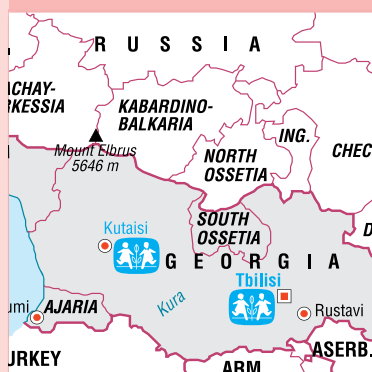 RUSSIA
ACHAY-
RKESSIA
KABARDINO-
BALKARIA
ING.
Mount Elbrus
5646 m
NORTH
OSSETIA
CHEC
SOUTH
OSSETIA
Kutaisi
GEORGIA
Tbilisi
Kura
umi
AJARIA
Rustavi
URKEY
ARM
ASERB.